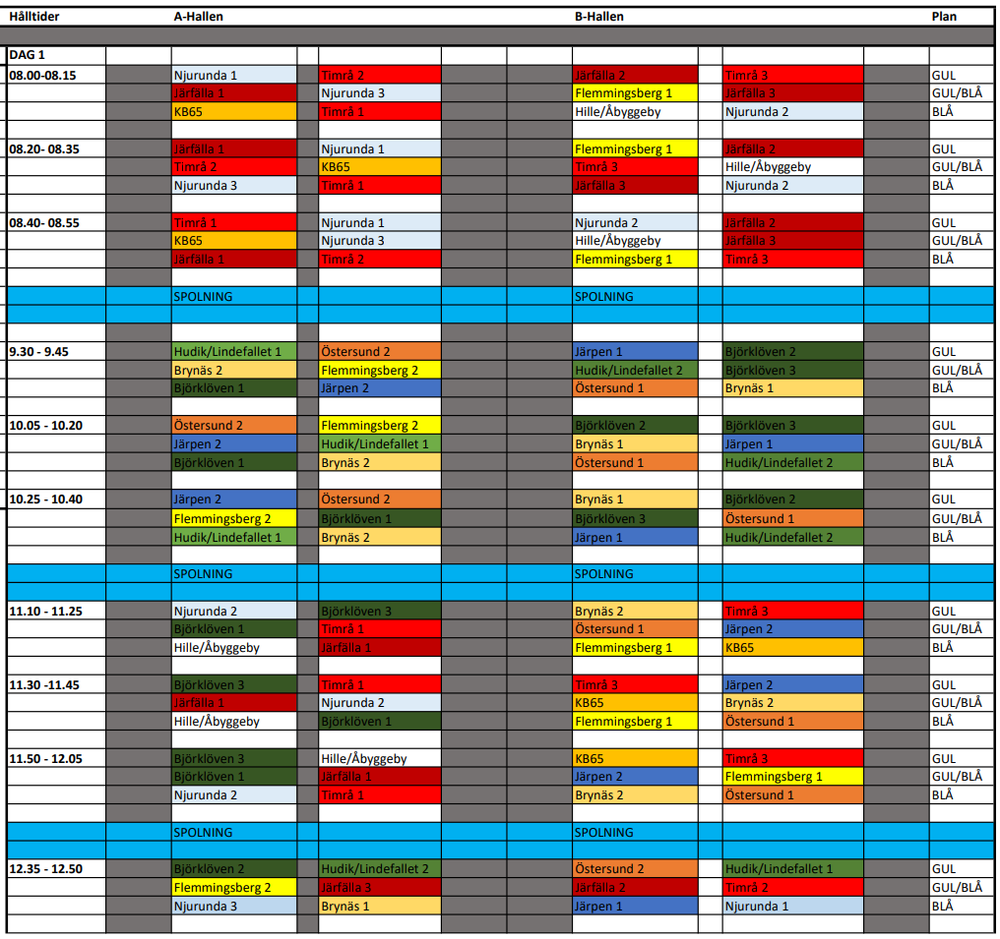 Hålltider A-Hallen B-Hallen Plan
DAG 1
08.00-08.15 Njurunda 1 Timrå 2 Järfälla 2 Timrå 3 GUL
Järfälla 1 Njurunda 3 Flemmingsberg 1 Järfälla 3 GUL/BLÅ
KB65 Timrå 1 Hille/Åbyggeby Njurunda 2 BLÅ
08.20- 08.35 Järfälla 1 Njurunda 1 Flemmingsberg 1 Järfälla 2 GUL
Timrå 2 KB65 Timrå 3 Hille/Åbyggeby GUL/BLÅ
Njurunda 3 Timrå 1 Järfälla 3 Njurunda 2 BLÅ
08.40- 08.55 Timrå 1 Njurunda 1 Njurunda 2 Järfälla 2 GUL
KB65 Njurunda 3 Hille/Åbyggeby Järfälla 3 GUL/BLÅ
Järfälla 1 Timrå 2 Flemmingsberg 1 Timrå 3 BLÅ
SPOLNING SPOLNING
9.30 - 9.45 Hudik/Lindefallet 1 Östersund 2 Järpen 1 Björklöven 2 GUL
Brynäs 2 Flemmingsberg 2 Hudik/Lindefallet 2 Björklöven 3 GUL/BLÅ
Björklöven 1 Järpen 2 Östersund 1 Brynäs 1 BLÅ
10.05 - 10.20 Östersund 2 Flemmingsberg 2 Björklöven 2 Björklöven 3 GUL
Järpen 2 Hudik/Lindefallet 1 Brynäs 1 Järpen 1 GUL/BLÅ
Björklöven 1 Brynäs 2 Östersund 1 Hudik/Lindefallet 2 BLÅ
10.25 - 10.40 Järpen 2 Östersund 2 Brynäs 1 Björklöven 2 GUL
Flemmingsberg 2 Björklöven 1 Björklöven 3 Östersund 1 GUL/BLÅ
Hudik/Lindefallet 1 Brynäs 2 Järpen 1 Hudik/Lindefallet 2 BLÅ
SPOLNING SPOLNING
11.10 - 11.25 Njurunda 2 Björklöven 3 Brynäs 2 Timrå 3 GUL
Björklöven 1 Timrå 1 Östersund 1 Järpen 2 GUL/BLÅ
Hille/Åbyggeby Järfälla 1 Flemmingsberg 1 KB65 BLÅ
11.30 -11.45 Björklöven 3 Timrå 1 Timrå 3 Järpen 2 GUL
Järfälla 1 Njurunda 2 KB65 Brynäs 2 GUL/BLÅ
Hille/Åbyggeby Björklöven 1 Flemmingsberg 1 Östersund 1 BLÅ
11.50 - 12.05 Björklöven 3 Hille/Åbyggeby KB65 Timrå 3 GUL
Björklöven 1 Järfälla 1 Järpen 2 Flemmingsberg 1 GUL/BLÅ
Njurunda 2 Timrå 1 Brynäs 2 Östersund 1 BLÅ
SPOLNING SPOLNING
12.35 - 12.50 Björklöven 2 Hudik/Lindefallet 2 Östersund 2 Hudik/Lindefallet 1 GUL
Flemmingsberg 2 Järfälla 3 Järfälla 2 Timrå 2 GUL/BLÅ
Njurunda 3 Brynäs 1 Järpen 1 Njurunda 1 BLÅ